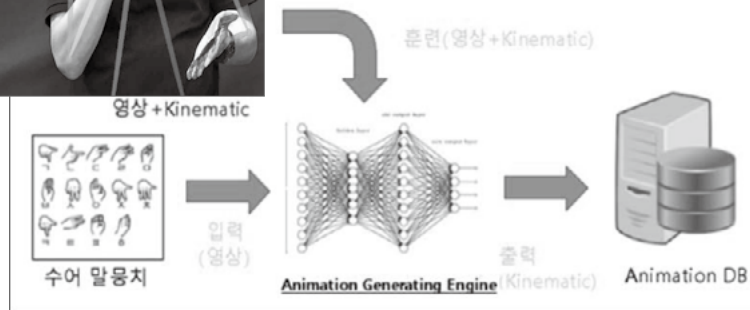 훈련(영상+Kinematic)
영상+Kinematic
입력
(영상)
출력
(Kinematic)
수어 말뭉치
Animation Generating Engine
Animation DB